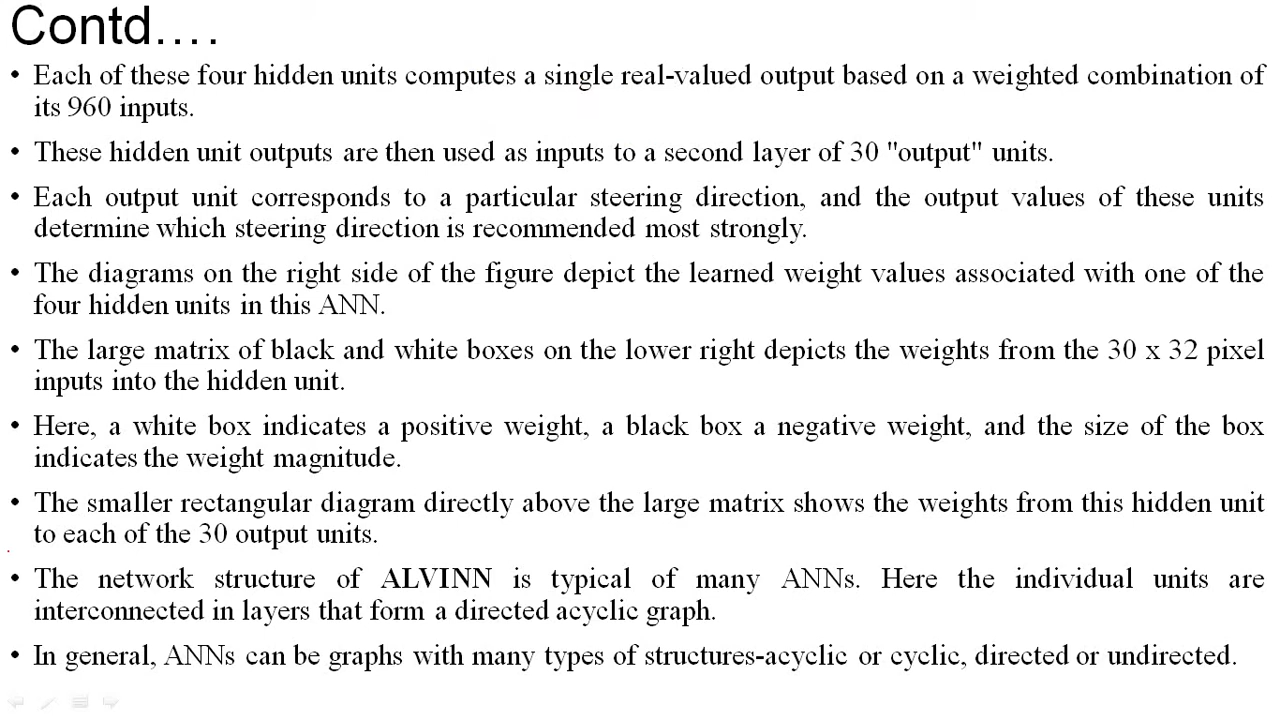 Contd....
• Each of these four hidden units computes a single real-valued output based on a weighted combination of
its 960 inputs.
• These hidden unit outputs are then used as inputs to a second layer of 30 "output" units.
• Each output unit corresponds to a particular steering direction, and the output values of these units
determine which steering direction is recommended most strongly.
• The diagrams on the right side of the figure depict the learned weight values associated with one of the
four hidden units in this ANN.
• The large matrix of black and white boxes on the lower right depicts the weights from the 30 x 32 pixel
inputs into the hidden unit.
• Here, a white box indicates a positive weight, a black box a negative weight, and the size of the box
indicates the weight magnitude.
• The smaller rectangular diagram directly above the large matrix shows the weights from this hidden unit
to each of the 30 output units.
• The network structure of ALVINN is typical of many ANNs. Here the individual units are
interconnected in layers that form a directed acyclic graph.
• In general, ANNs can be graphs with many types of structures-acyclic or cyclic, directed or undirected.